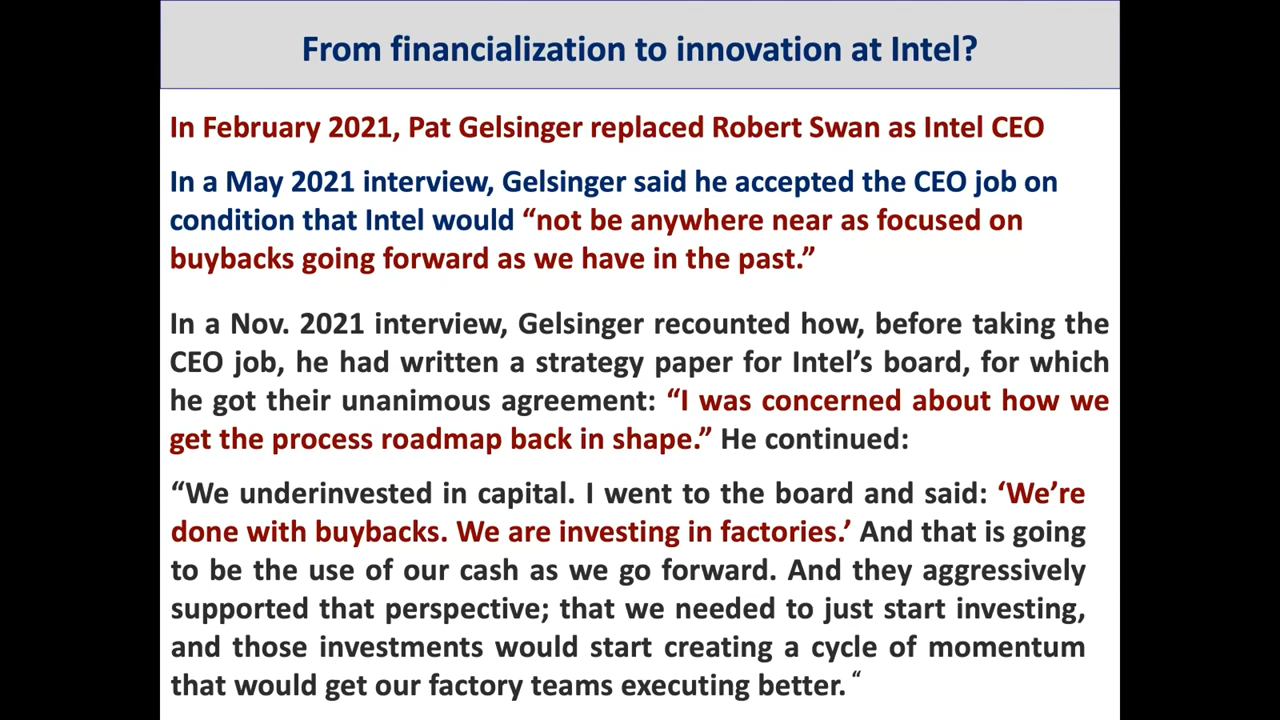 From financialization to innovation at Intel?
In February 2021, Pat Gelsinger replaced Robert Swan as Intel CEO
In a May 2021 interview, Gelsinger said he accepted the CEO job on
condition that Intel would “not be anywhere near as focused on
buybacks going forward as we have in the past.”
In a Nov. 2021 interview, Gelsinger recounted how, before taking the
CEO job, he had written a strategy paper for Intel’s board, for which
he got their unanimous agreement: “I was concerned about how we
get the process roadmap back in shape.” He continued:
“We underinvested in capital. I went to the board and said: ‘We’re
done with buybacks. We are investing in factories.’ And that is going
to be the use of our cash as we go forward. And they aggressively
supported that perspective; that we needed to just start investing,
and those investments would start creating a cycle of momentum
that would get our factory teams executing better. “